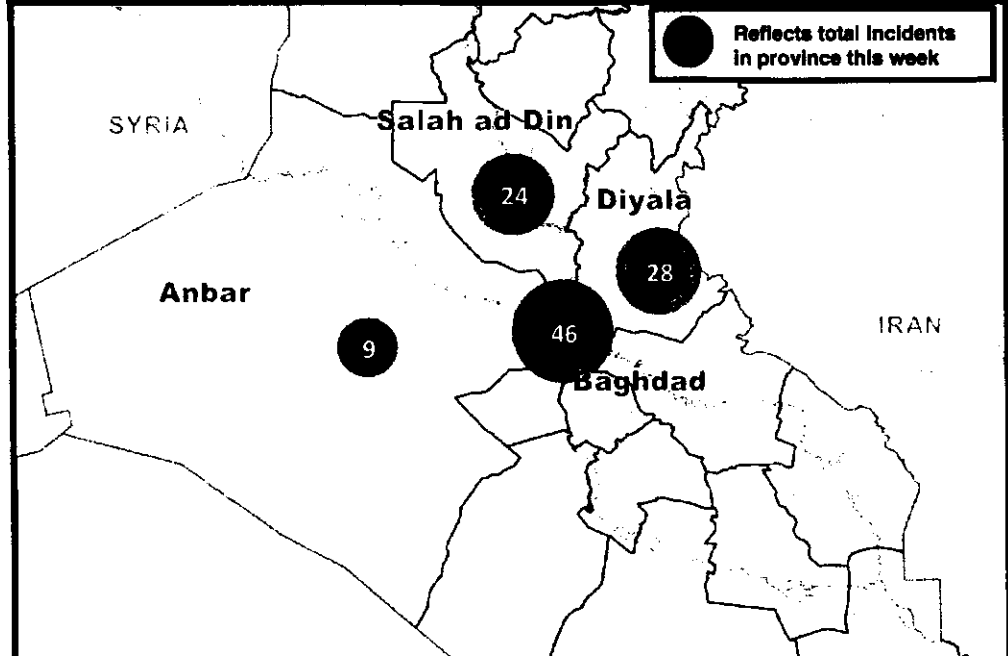 Reflects total incidents
in province this week
SYRIA
Salah ad Din
24
Diyala
28
Anbar
46
IRAN
9
Baghdad